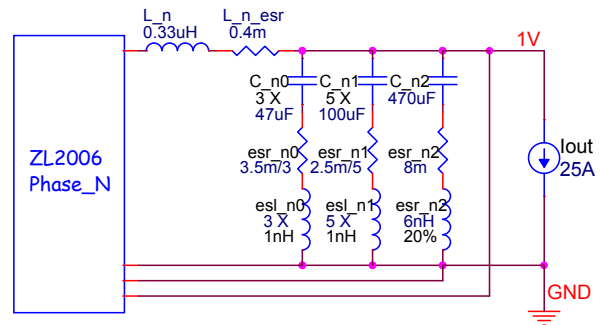 L_n
0.33uH
L_n_esr
0.4m
1V
C_n0
3 X
47uF
C_n1
5 X
100uF
C_n2
470uF
ZL2006
Phase_N
esr_n0
3.5m/3
esr_n1
2.5m/5
esr_n2
8m
Iout
25A
esl_n0
3 X
1nH
esl_n1
5 X
1nH
esr_n2
6nH
20%
GND